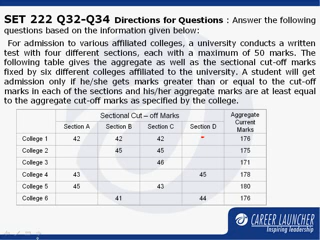 SET 222 Q32-Q34 Directions for Questions : Answer the following
questions based on the information given below:
For admission to various affiliated colleges, a university conducts a written
test with four different sections, each with a maximum of 50 marks. The
following table gives the aggregate as well as the sectional cut-off marks
fixed by six different colleges affiliated to the university. A student will get
admission only if he/she gets marks greater than or equal to the cut-off
marks in each of the sections and his/her aggregate marks are at least equal
to the aggregate cut-off marks as specified by the college.
Sectional Cut – off Marks Aggregate Current Marks
Section A Section B Section C Section D
College 1 42 42 42 176
College 2 45 45 175
College 3 46 171
College 4 43 45 178
College 5 45 43 180
College 6 41 44 176
CAREER LAUNCHER
Inspiring leadership